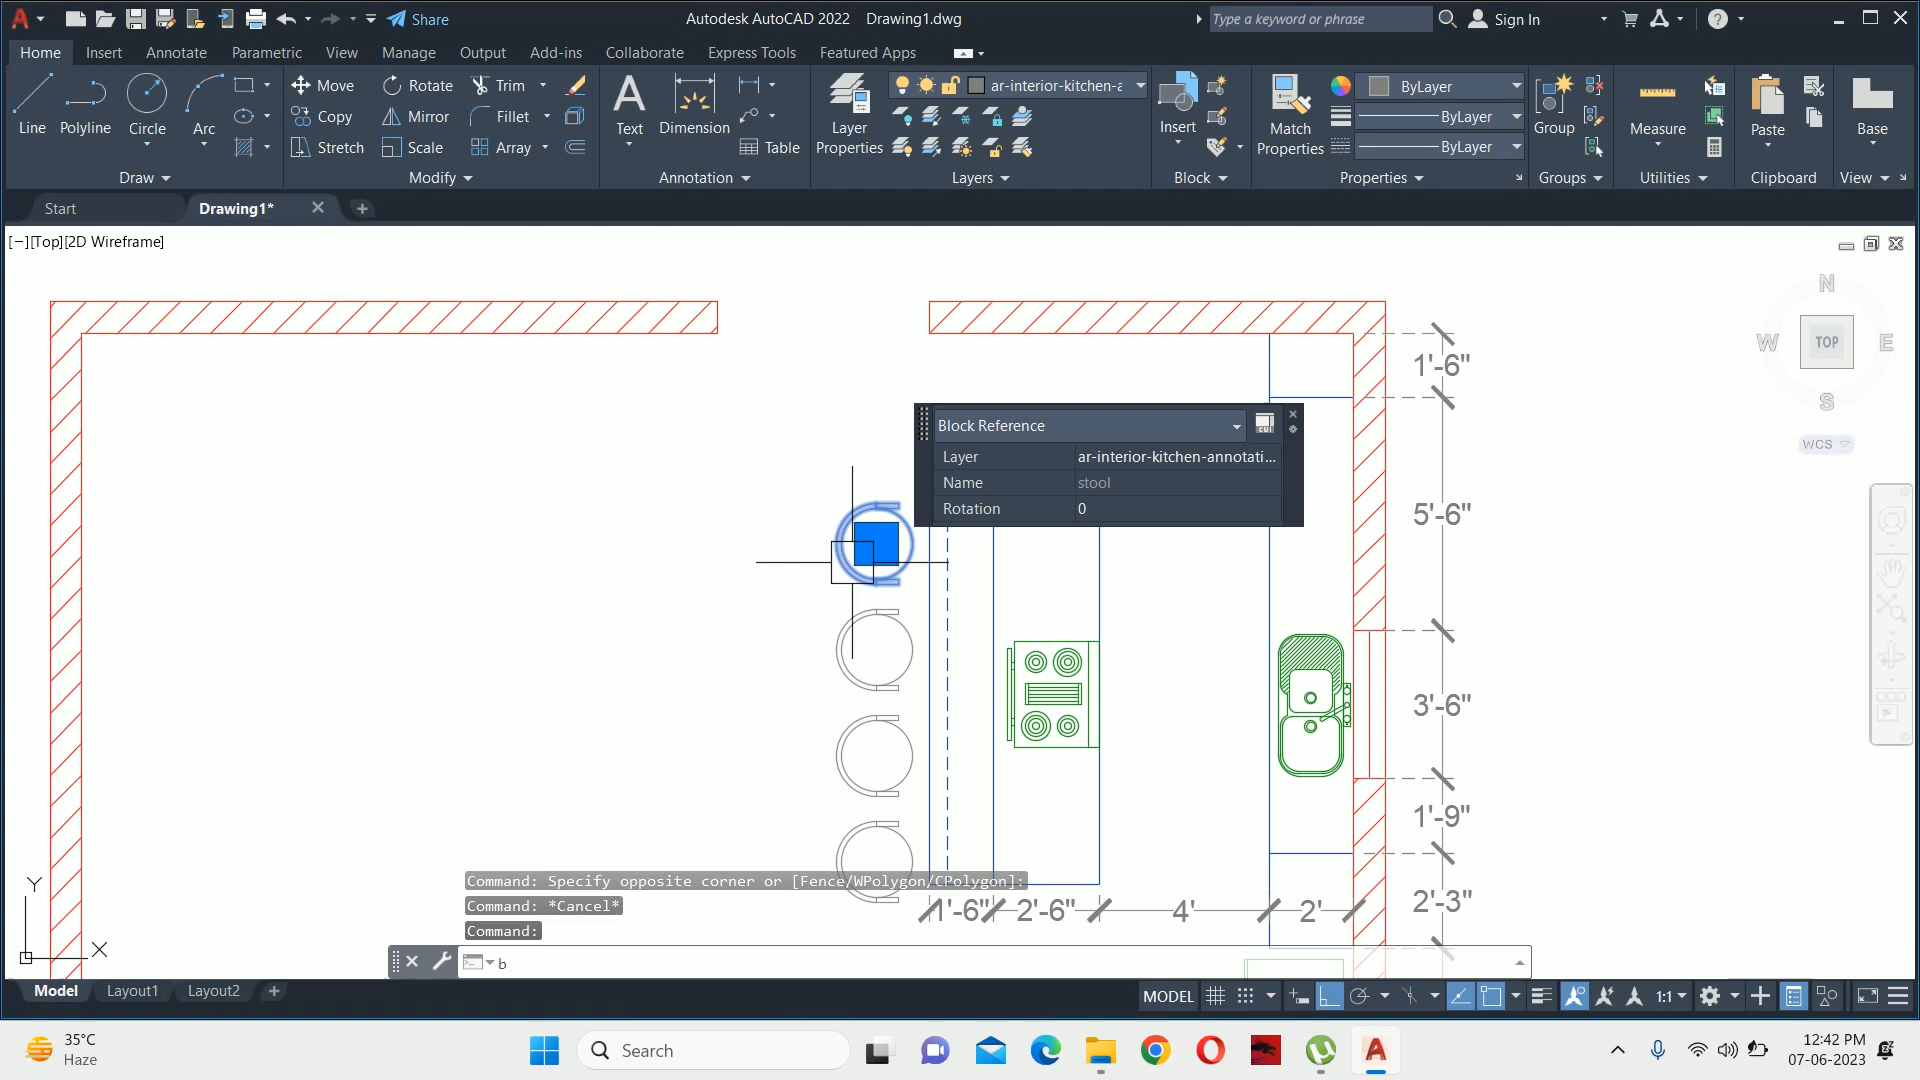 Share
Autodesk AutoCAD 2022 Drawing1.dwg
Type a keyword or phrase
Sign In
Home Insert Annotate Parametric View Manage Output Add-ins Collaborate Express Tools Featured Apps
Line Polyline Circle Arc
Draw
Move Rotate Trim
Copy Mirror Fillet
Stretch Scale Array
Modify
Text Dimension Table
Annotation
Layer Properties
ar-interior-kitchen-a
Layers
Insert
Block
Match Properties
ByLayer
ByLayer
ByLayer
Properties
Group
Groups
Measure
Utilities
Paste
Clipboard
Base
View
Start Drawing1*
[−][Top][2D Wireframe]
N
W TOP E
S
WCS
Block Reference
CUI
Layer ar-interior-kitchen-annotati...
Name stool
Rotation 0
1'-6"
5'-6"
3'-6"
1'-9"
2'-3"
1'-6" 2'-6" 4' 2'
Y
X
Command: Specify opposite corner or [Fence/WPolygon/CPolygon]:
Command: *Cancel*
Command:
b
Model Layout1 Layout2
MODEL 1:1
35°C
Haze
Search
12:42 PM
07-06-2023